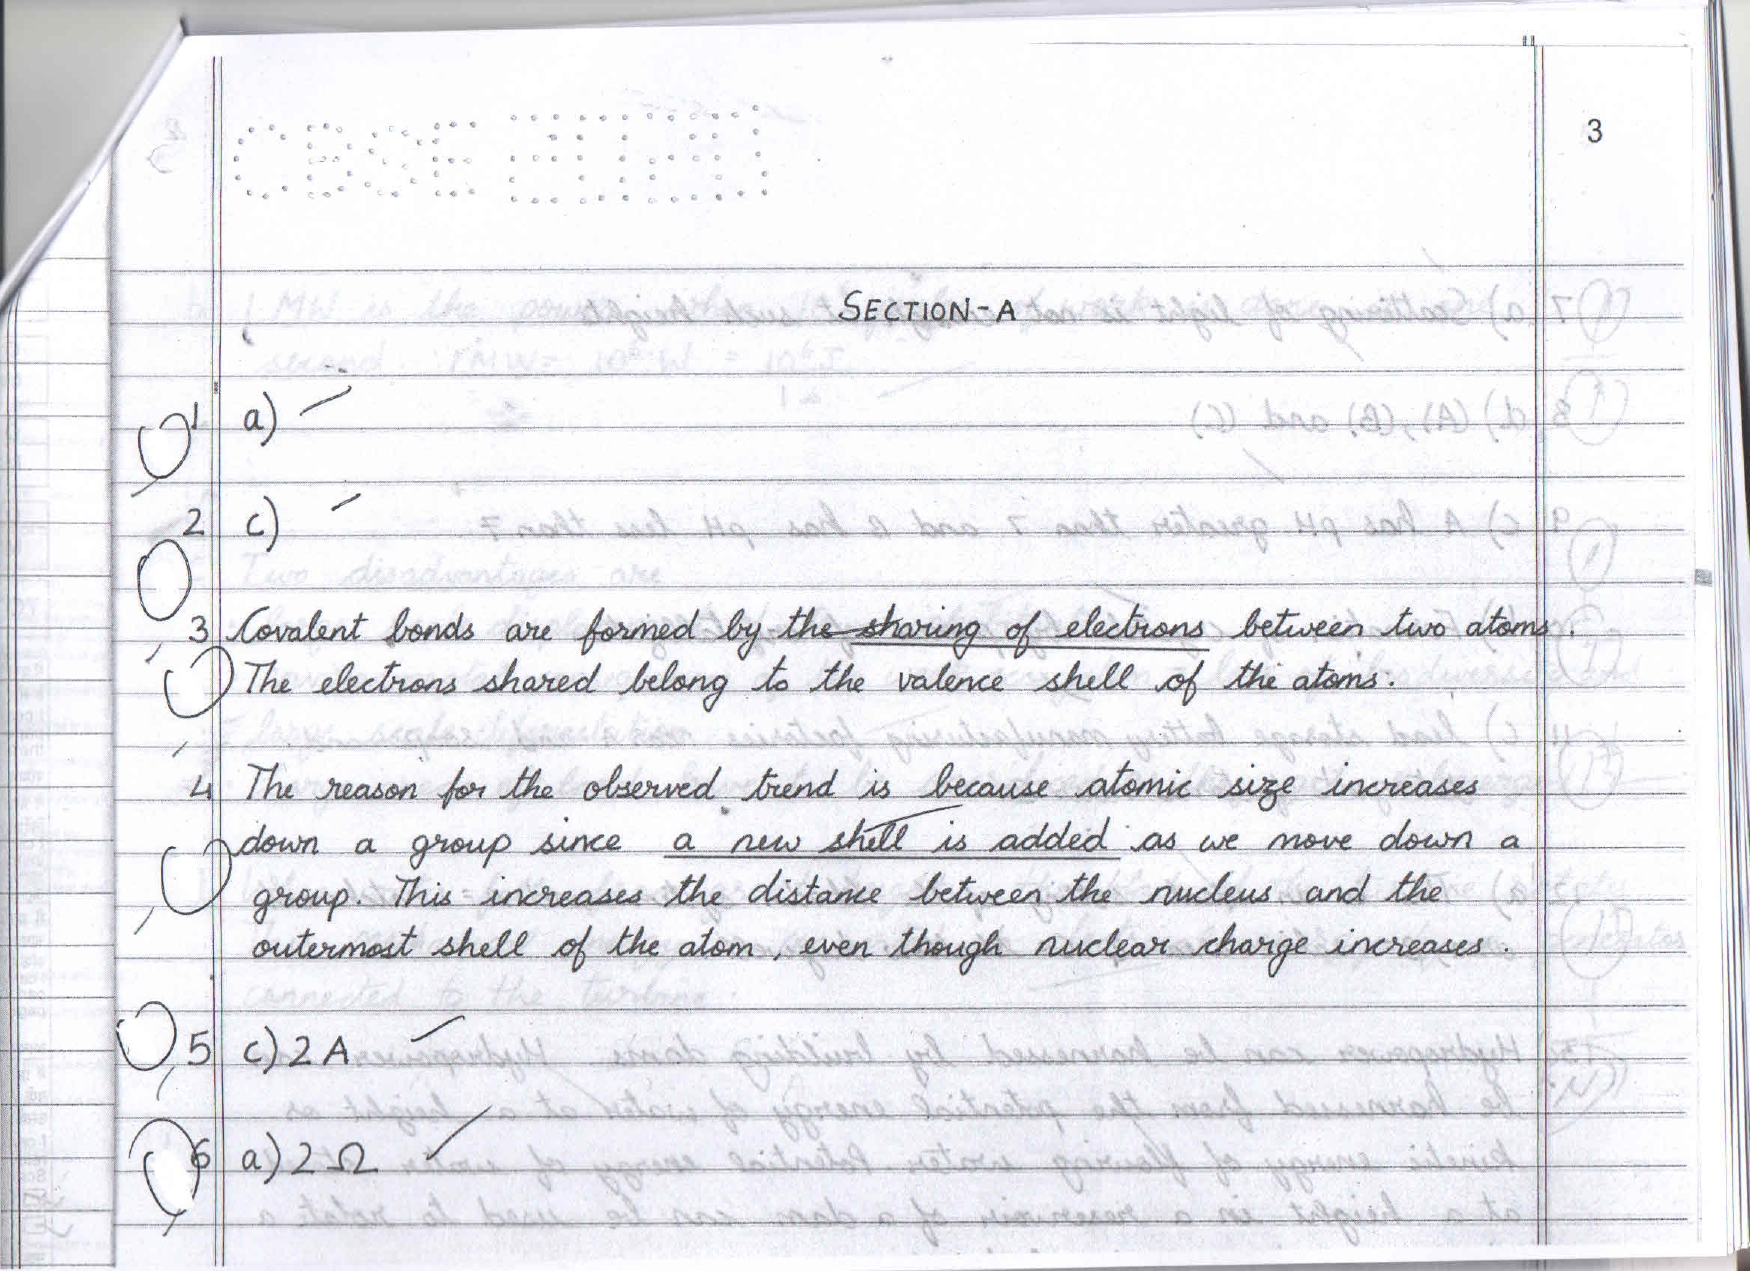 3
SECTION-A
1 a)
2 c)
3 Covalent bonds are formed by the sharing of electrons between two atoms.
The electrons shared belong to the valence shell of the atoms.
4 The reason for the observed trend is because atomic size increases
down a group since a new shell is added as we move down a
group. This increases the distance between the nucleus and the
outermost shell of the atom, even though nuclear charge increases.
5 c) 2 A
6 a) 2 Ω